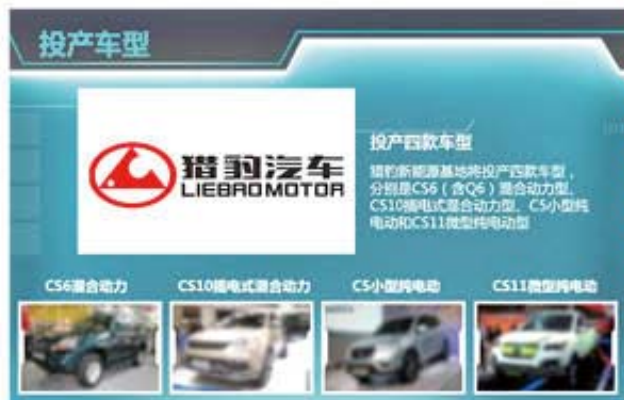 投产车型
猎豹汽车
LIEBAOMOTOR
投产四款车型
猎豹新能源基地将投产四款车型，
分别是CS6（含Q6）混合动力型、
CS10插电式混合动力型、C5小型纯
电动和CS11微型纯电动型
CS6混合动力
CS10插电式混合动力
C5小型纯电动
CS11微型纯电动